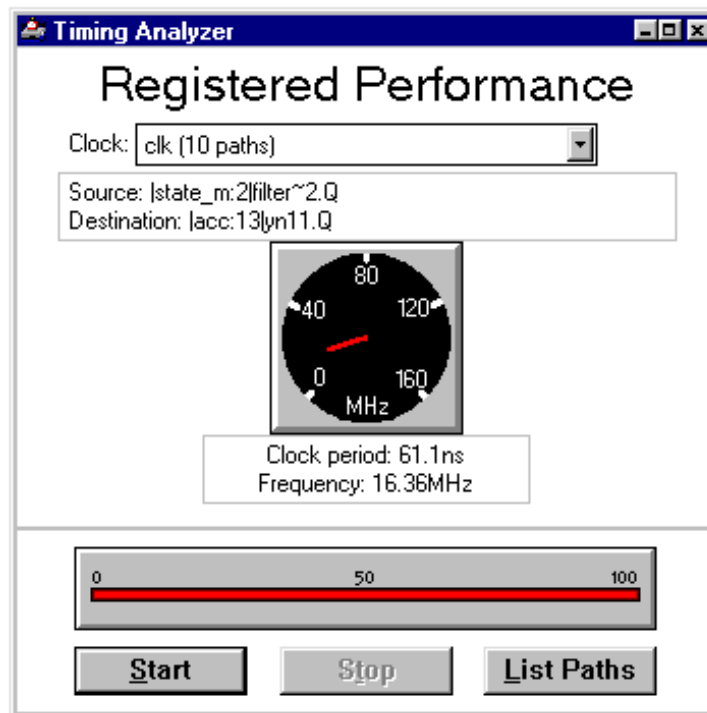 Timing Analyzer
Registered Performance
Clock: clk (10 paths)
Source: |state_m:2|filter~2.Q
Destination: |acc:13|yn11.Q
80
40 120
0 160
MHz
Clock period: 61.1ns
Frequency: 16.36MHz
0 50 100
Start Stop List Paths